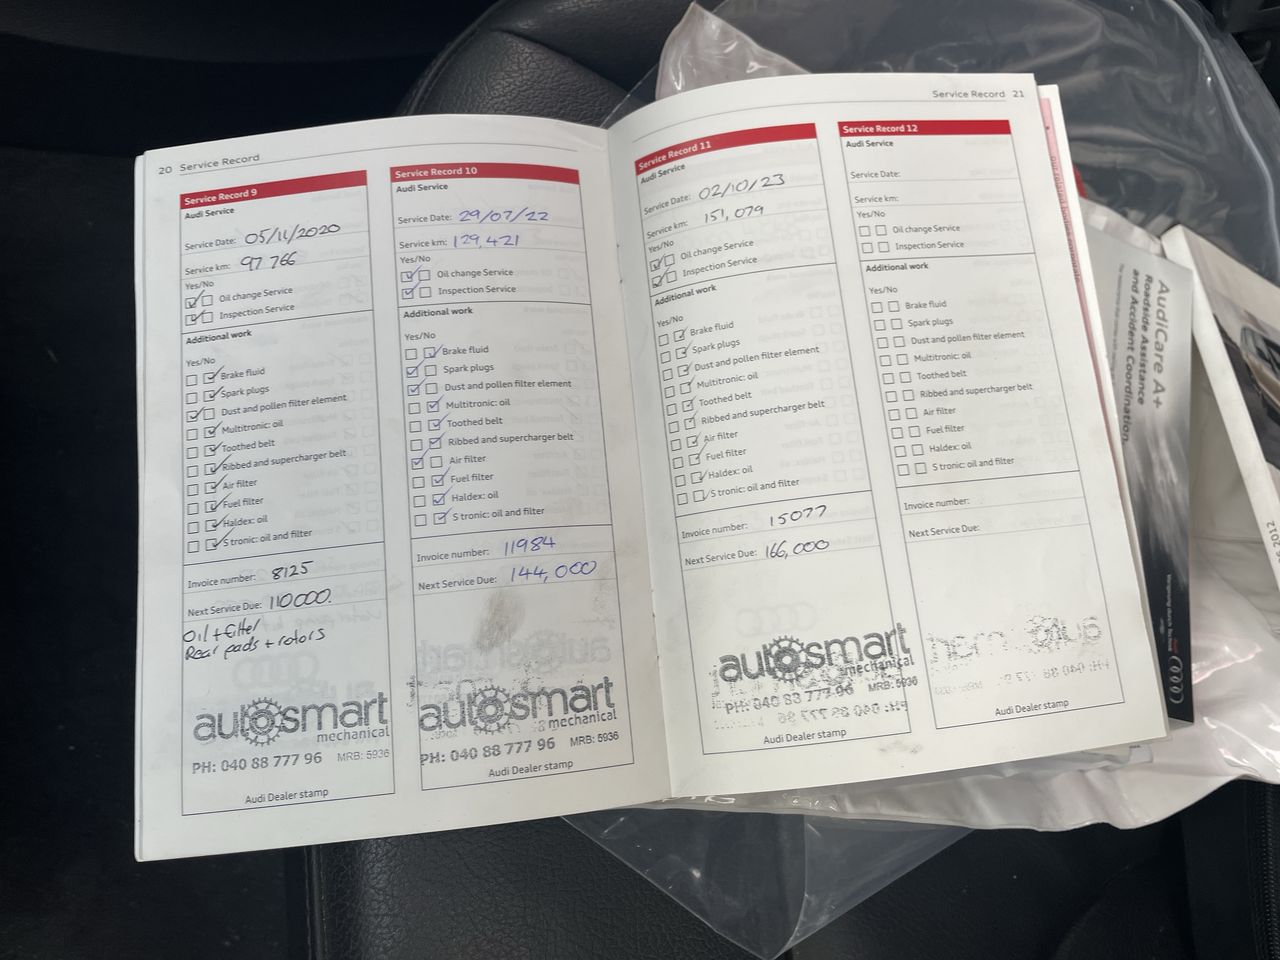 20 Service Record
Service Record 9
Audi Service
Service Date: 05/11/2020
Service km: 97 766
Yes/No
Oil change Service
Inspection Service
Additional work
Yes/No
Brake fluid
Spark plugs
Dust and pollen filter element
Multitronic: oil
Toothed belt
Ribbed and supercharger belt
Air filter
Fuel filter
Haldex: oil
S tronic: oil and filter
Invoice number: 8125
Next Service Due: 110000.
Oil + filter
Rear pads + rotors
autosmart
mechanical
PH: 040 88 777 96 MRB: 5936
Audi Dealer stamp
Service Record 10
Audi Service
Service Date: 29/07/22
Service km: 129,421
Yes/No
Oil change Service
Inspection Service
Additional work
Yes/No
Brake fluid
Spark plugs
Dust and pollen filter element
Multitronic: oil
Toothed belt
Ribbed and supercharger belt
Air filter
Fuel filter
Haldex: oil
S tronic: oil and filter
Invoice number: 11984
Next Service Due: 144,000
autosmart
mechanical
PH: 040 88 777 96 MRB: 5936
Audi Dealer stamp
Service Record 21
Service Record 11
Audi Service
Service Date: 02/10/23
Service km: 151,079
Yes/No
Oil change Service
Inspection Service
Additional work
Yes/No
Brake fluid
Spark plugs
Dust and pollen filter element
Multitronic: oil
Toothed belt
Ribbed and supercharger belt
Air filter
Fuel filter
Haldex: oil
S tronic: oil and filter
Invoice number: 15077
Next Service Due: 166,000
autosmart
mechanical
PH: 040 88 777 96 MRB: 5936
Audi Dealer stamp
Service Record 12
Audi Service
Service Date:
Service km:
Yes/No
Oil change Service
Inspection Service
Additional work
Yes/No
Brake fluid
Spark plugs
Dust and pollen filter element
Multitronic: oil
Toothed belt
Ribbed and supercharger belt
Air filter
Fuel filter
Haldex: oil
S tronic: oil and filter
Invoice number:
Next Service Due:
Audi Dealer stamp
AudiCare A+
Roadside Assistance
and Accident Coordination.
Audi
Vorsprung durch Technik
2012